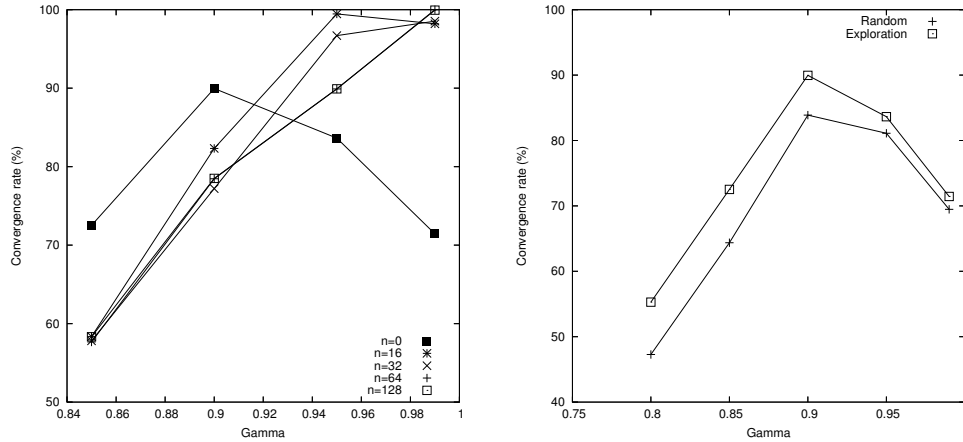 100
90
80
70
60
50
Convergence rate (%)
n=0
n=16
n=32
n=64
n=128
0.84 0.86 0.88 0.9 0.92 0.94 0.96 0.98 1
Gamma
100
90
80
70
60
50
40
Convergence rate (%)
Random
Exploration
0.75 0.8 0.85 0.9 0.95
Gamma